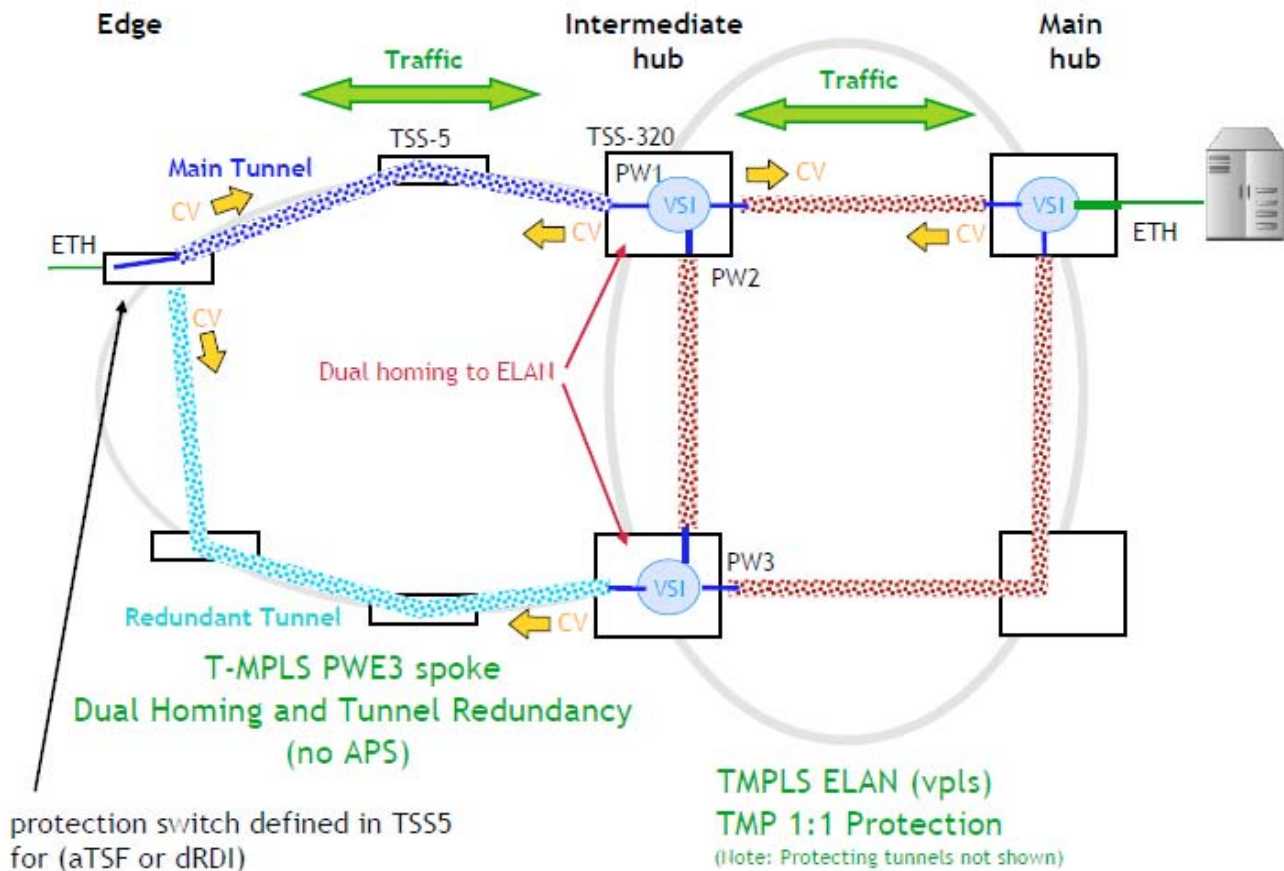 Edge
Intermediate
hub
Main
hub
Traffic
Traffic
TSS-5
TSS-320
Main Tunnel
PW1
CV
CV
VSI
VSI
CV
CV
ETH
ETH
PW2
CV
Dual homing to ELAN
PW3
VSI
Redundant Tunnel
CV
T-MPLS PWE3 spoke
Dual Homing and Tunnel Redundancy
(no APS)
TMPLS ELAN (vpls)
TMP 1:1 Protection
(Note: Protecting tunnels not shown)
protection switch defined in TSS5
for (aTSF or dRDI)